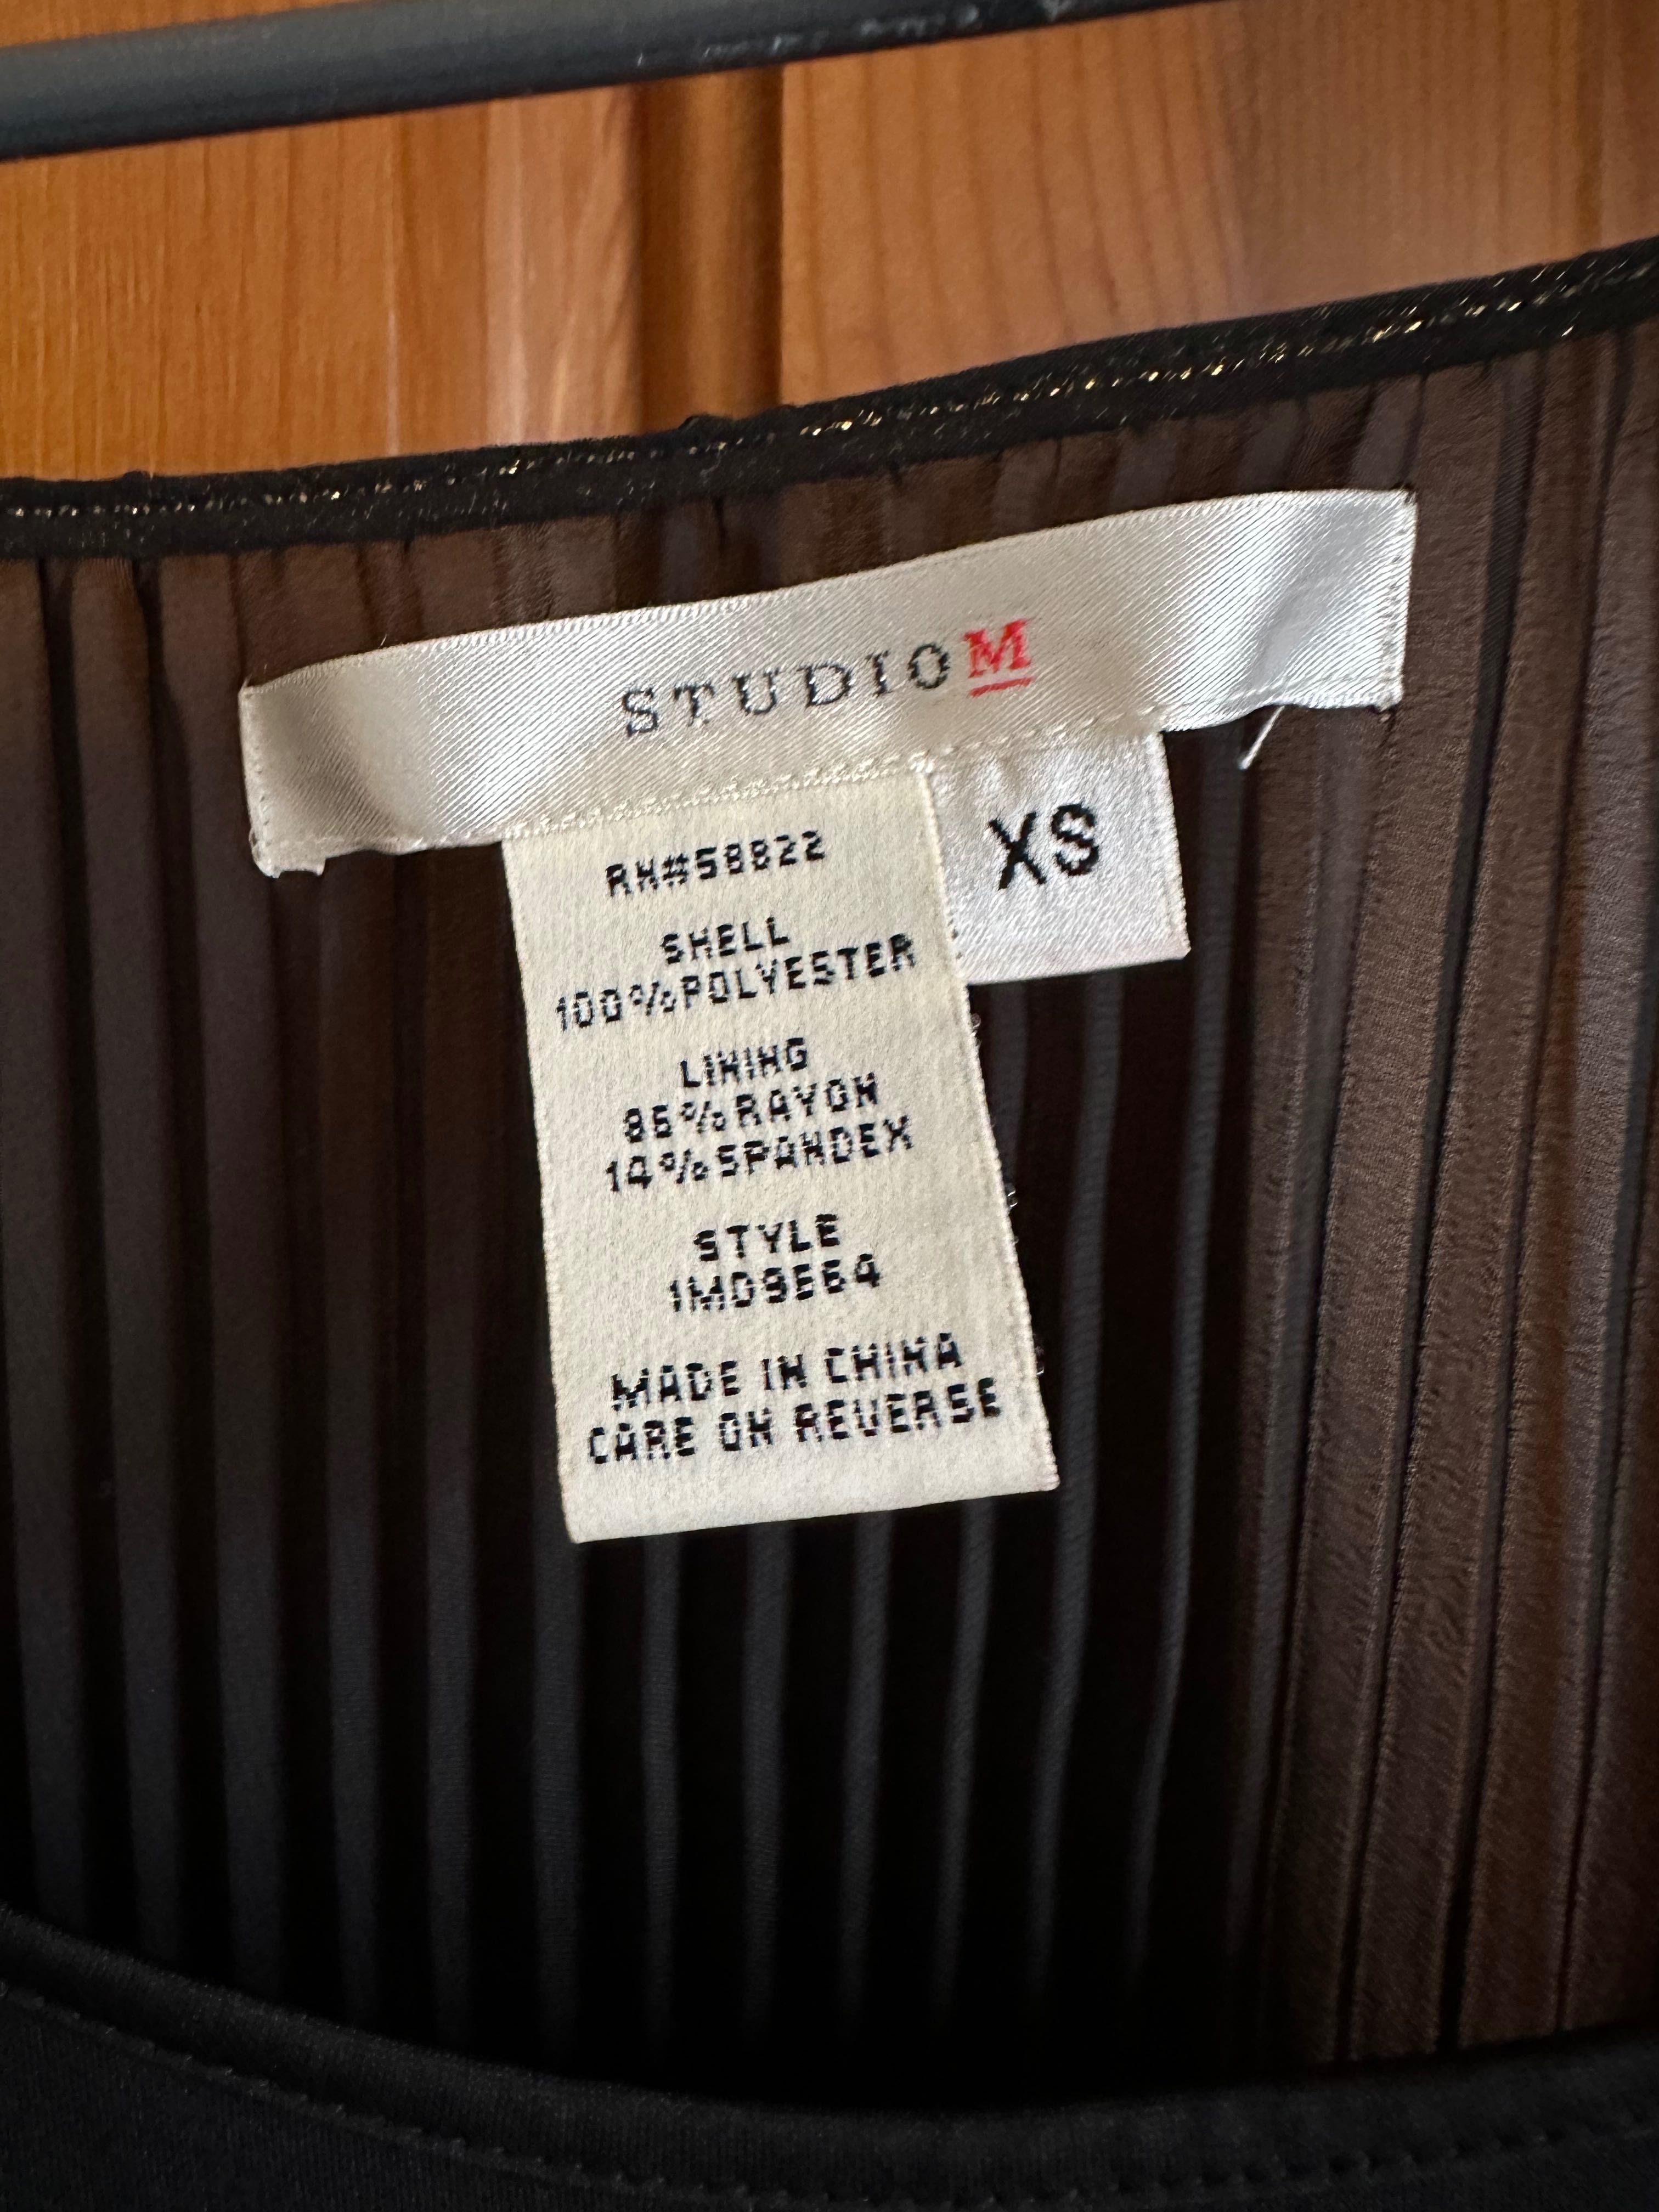 STUDIOM
XS
RN#58822
SHELL
100%POLYESTER
LINING
86%RAYON
14%SPANDEX
STYLE
1MD9E64
MADE IN CHINA
CARE ON REVERSE